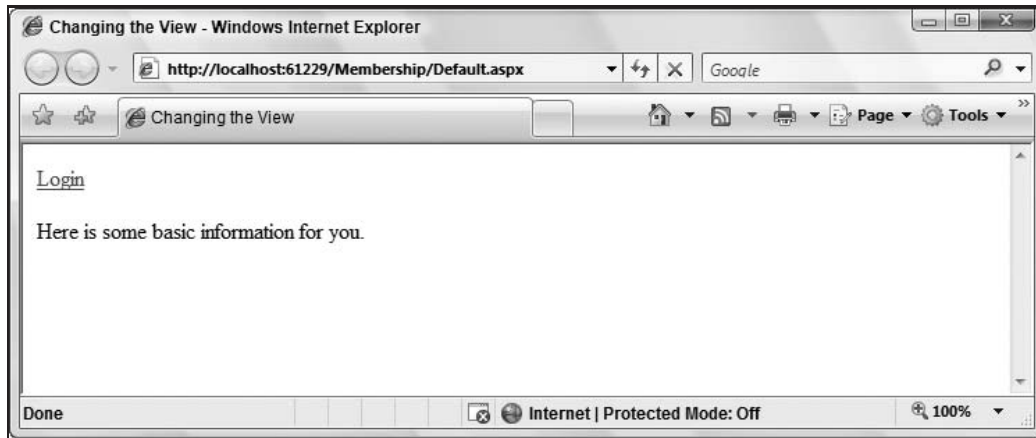 Changing the View - Windows Internet Explorer
http://localhost:61229/Membership/Default.aspx
Google
Changing the View
Page
Tools
Login
Here is some basic information for you.
Done
Internet | Protected Mode: Off
100%